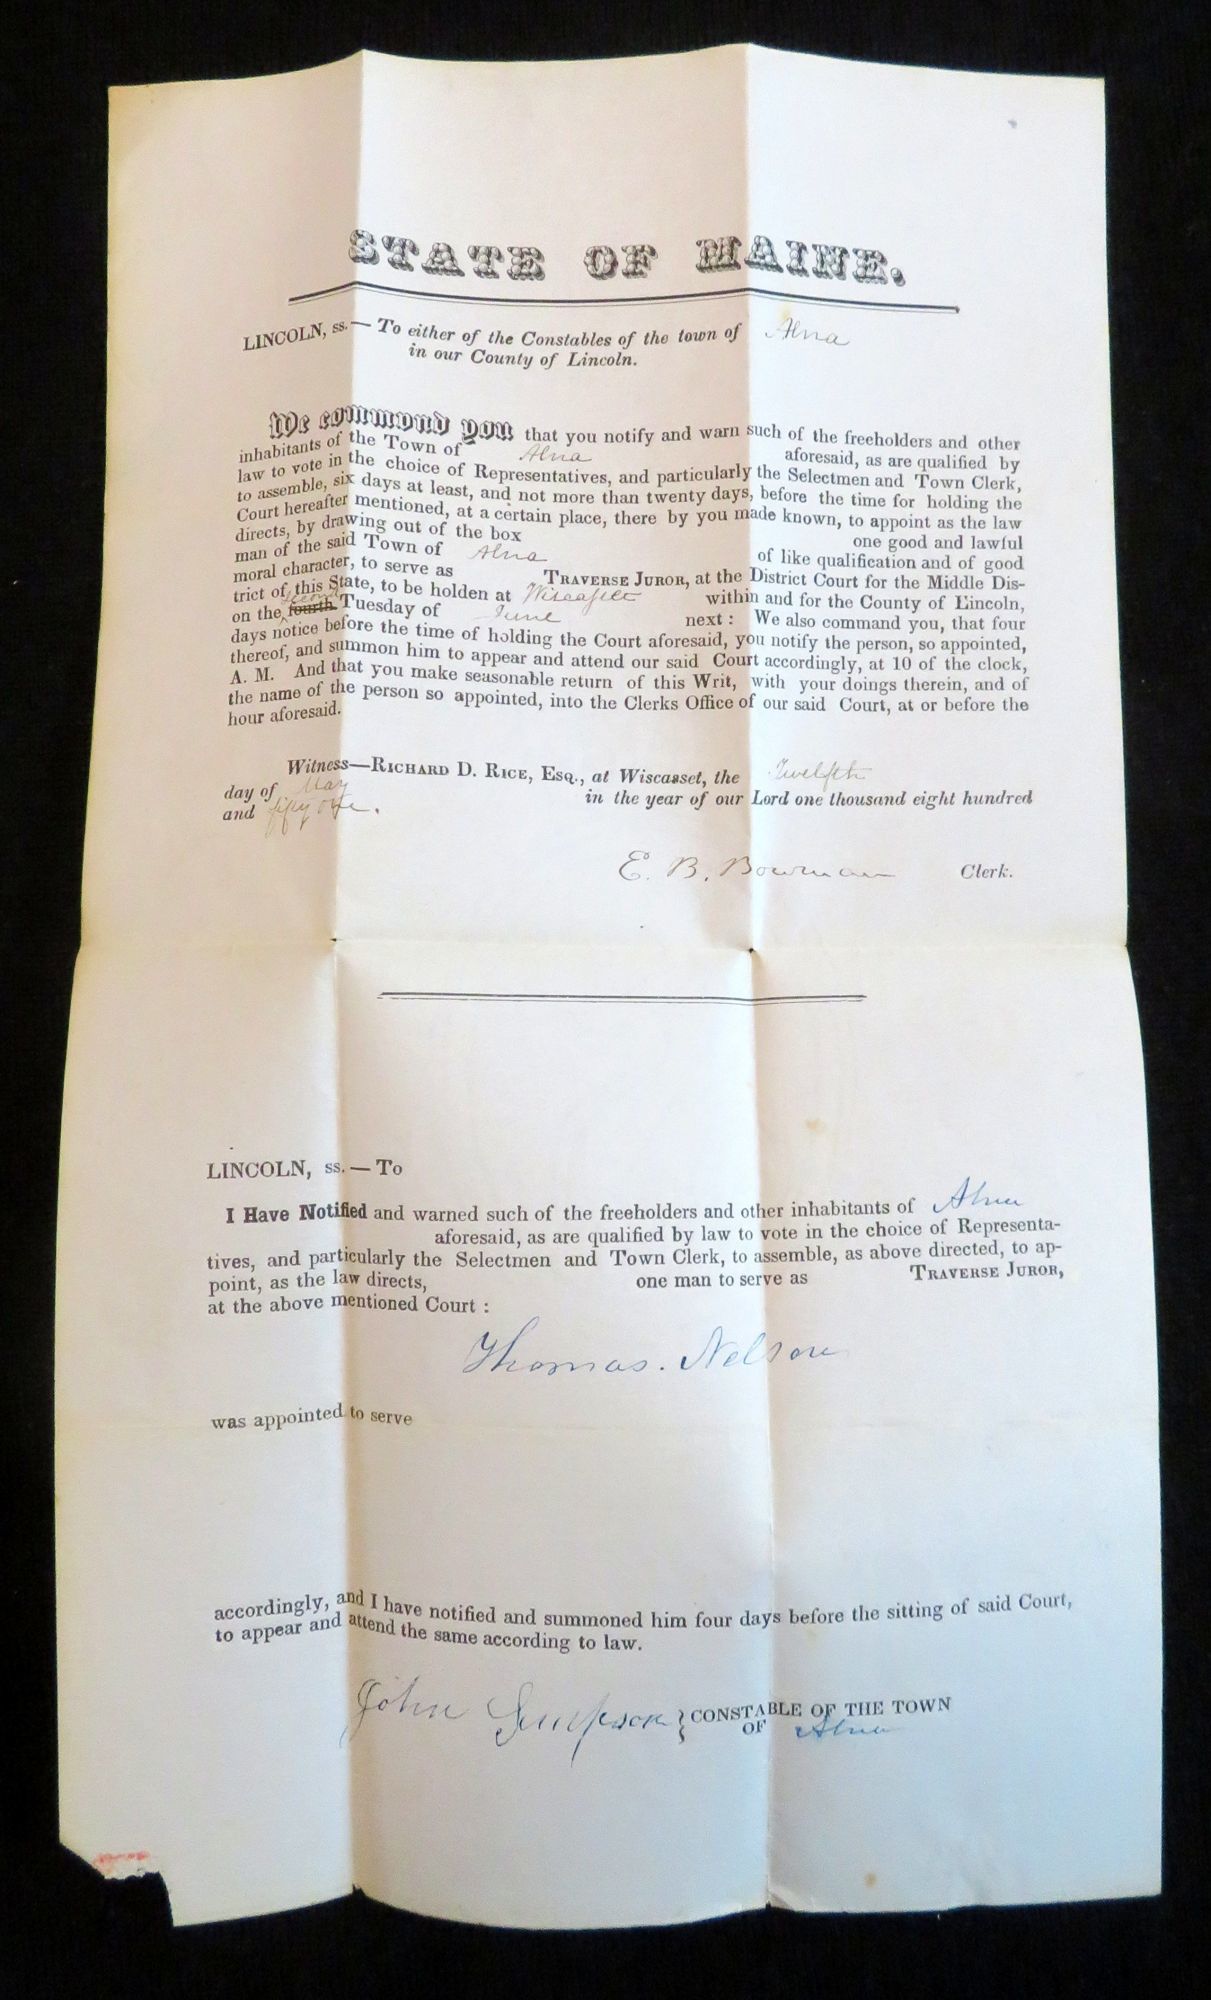 STATE OF MAINE.
LINCOLN, ss.— To either of the Constables of the town of Alna
in our County of Lincoln.
We command you that you notify and warn such of the freeholders and other
inhabitants of the Town of Alna aforesaid, as are qualified by
law to vote in the choice of Representatives, and particularly the Selectmen and Town Clerk,
to assemble, six days at least, and not more than twenty days, before the time for holding the
Court hereafter mentioned, at a certain place, there by you made known, to appoint as the law
directs, by drawing out of the box one good and lawful
man of the said Town of Alna of like qualification and of good
moral character, to serve as TRAVERSE JUROR, at the District Court for the Middle Dis-
trict of this State, to be holden at Wiscasset within and for the County of Lincoln,
on the fourth second Tuesday of June next: We also command you, that four
days notice before the time of holding the Court aforesaid, you notify the person, so appointed,
thereof, and summon him to appear and attend our said Court accordingly, at 10 of the clock,
A. M. And that you make seasonable return of this Writ, with your doings therein, and of
the name of the person so appointed, into the Clerks Office of our said Court, at or before the
hour aforesaid.
Witness—RICHARD D. RICE, ESQ., at Wiscasset, the Twelfth
day of May in the year of our Lord one thousand eight hundred
and fifty one.
E. B. Bowman Clerk.
LINCOLN, ss.—To
I Have Notified and warned such of the freeholders and other inhabitants of Alna
aforesaid, as are qualified by law to vote in the choice of Representa-
tives, and particularly the Selectmen and Town Clerk, to assemble, as above directed, to ap-
point, as the law directs, one man to serve as TRAVERSE JUROR,
at the above mentioned Court :
Thomas. Nelson
was appointed to serve
accordingly, and I have notified and summoned him four days before the sitting of said Court,
to appear and attend the same according to law.
John Simpson } CONSTABLE OF THE TOWN
OF Alna